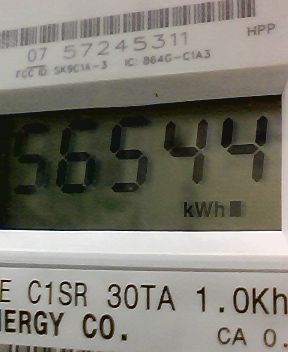 HPP
07 57245311
FCC ID: SK9C1A-3 IC: 864G-C1A3
56544
kWh
E C1SR 30TA 1.0Kh
NERGY CO.
CA 0.